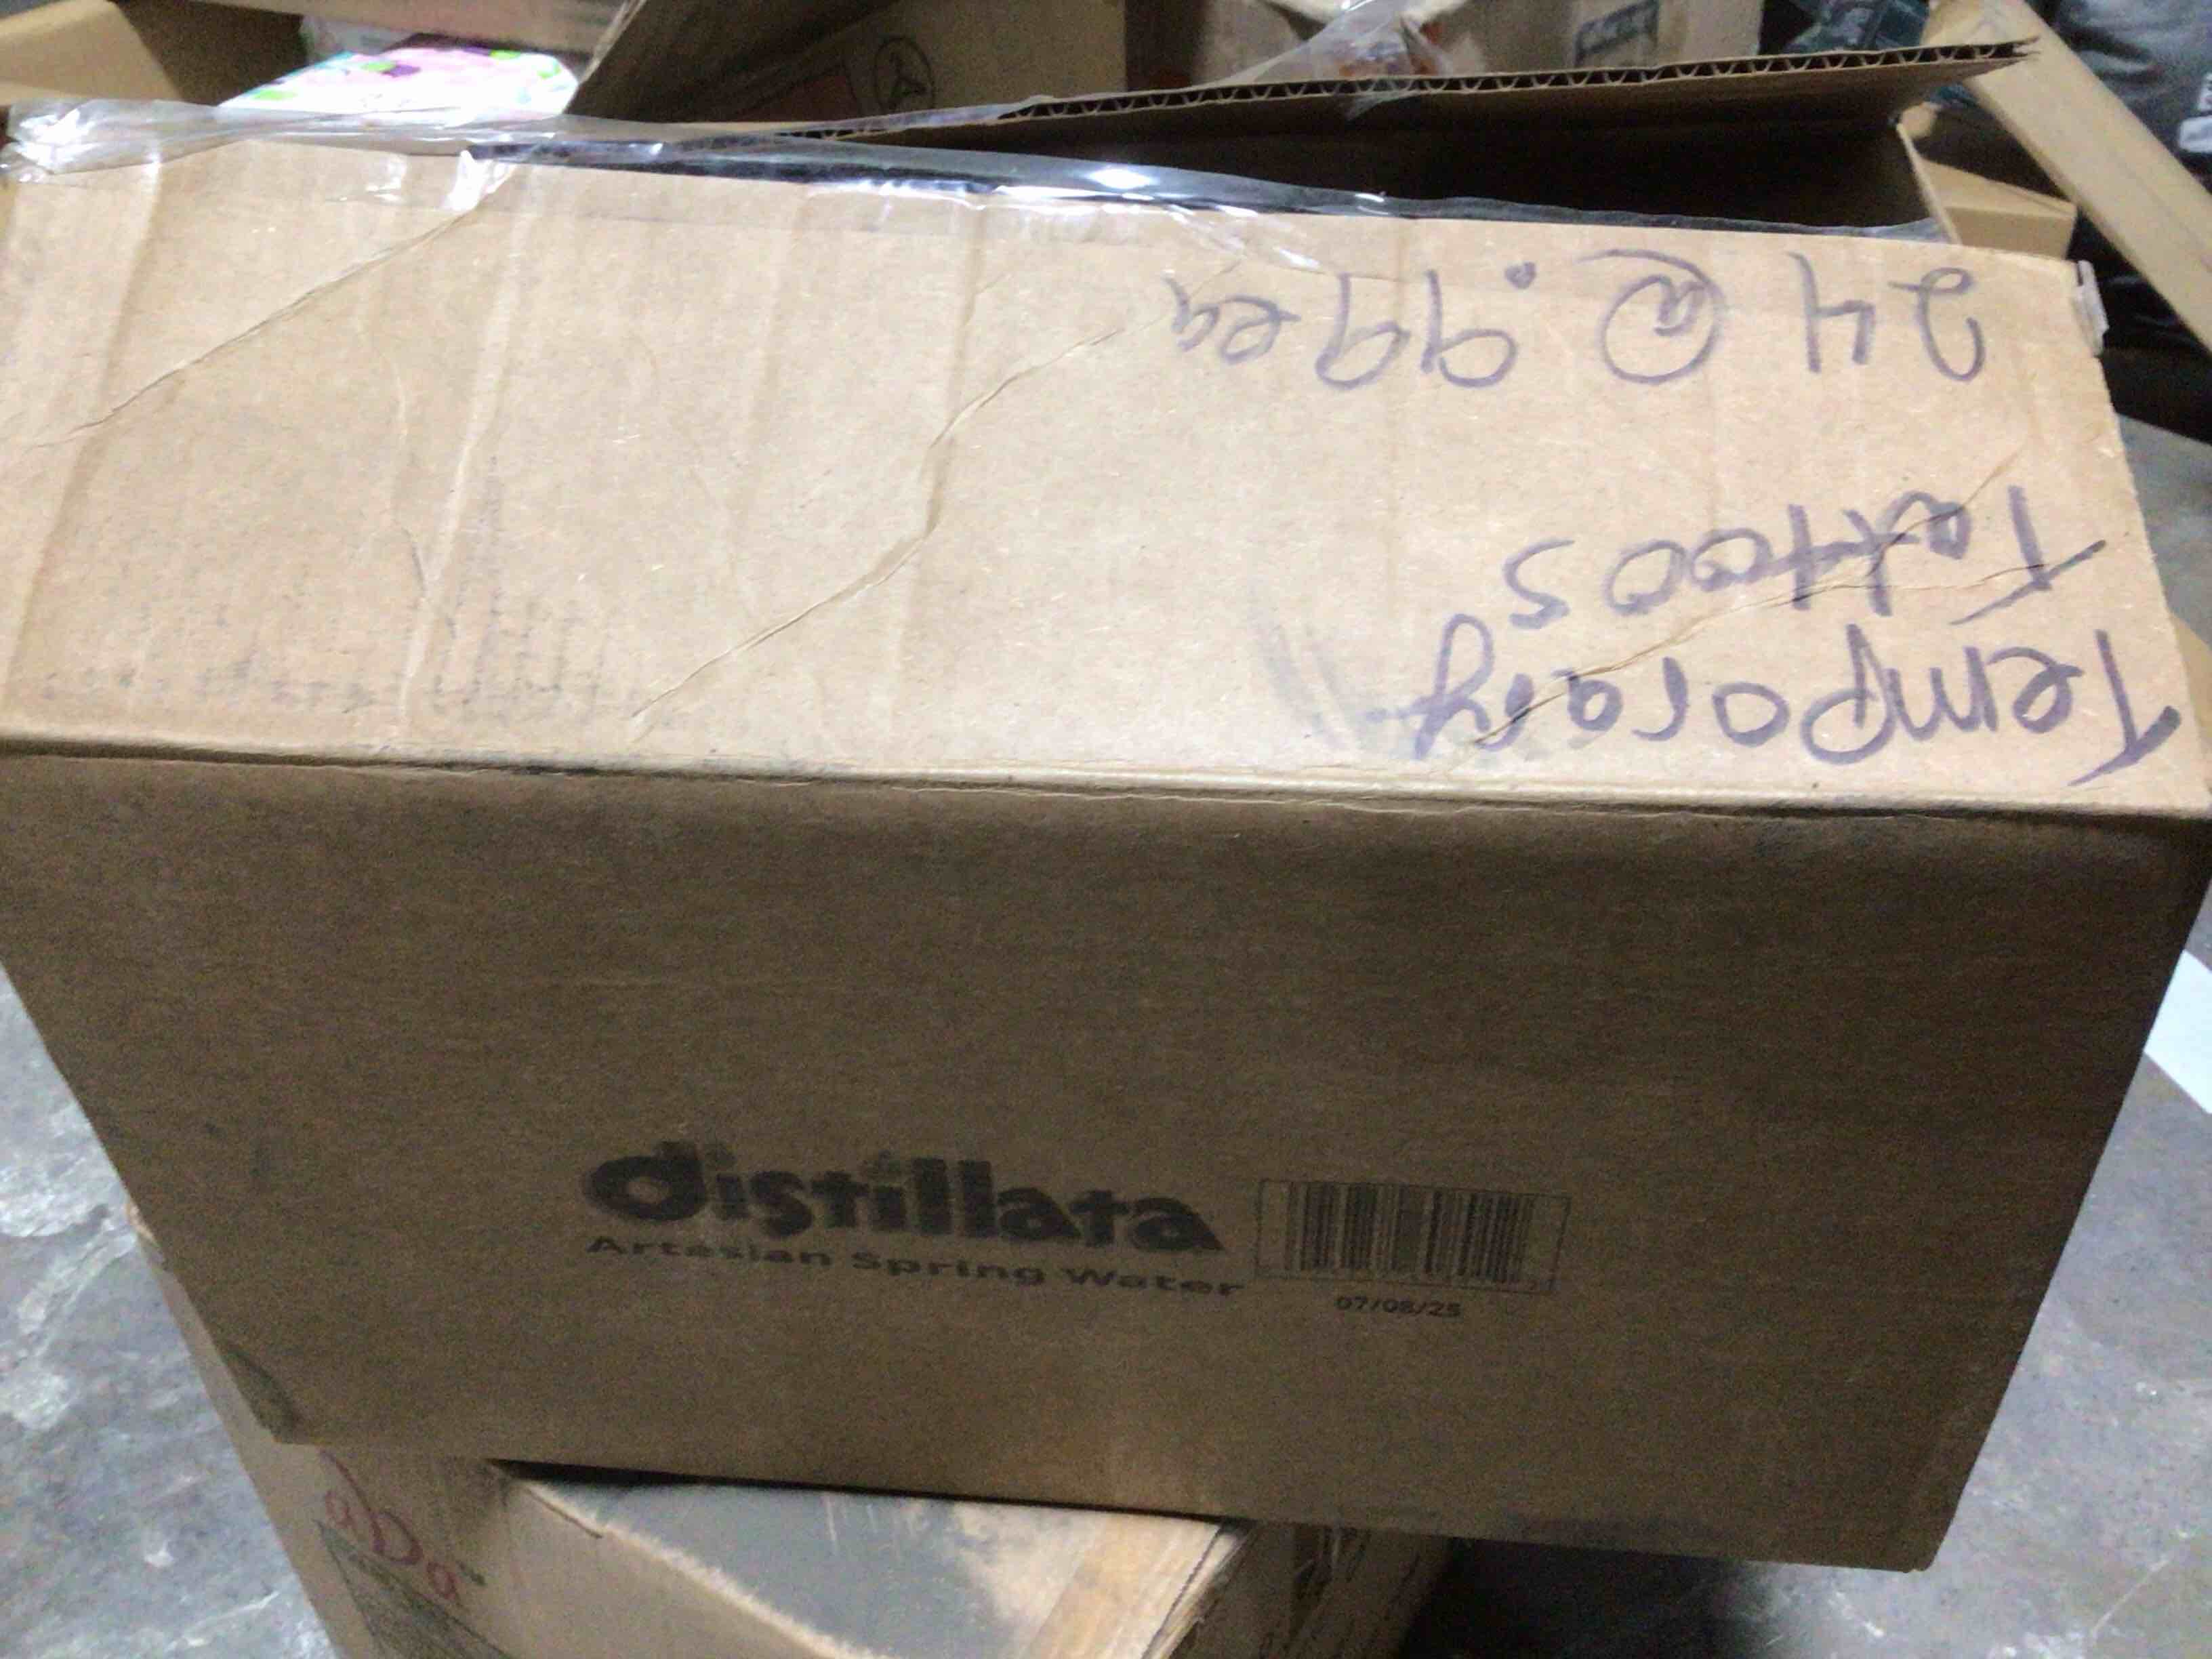 Temporary
Tattoos
24 @ .99 ea
distillata
Artesian Spring Water
07/08/25